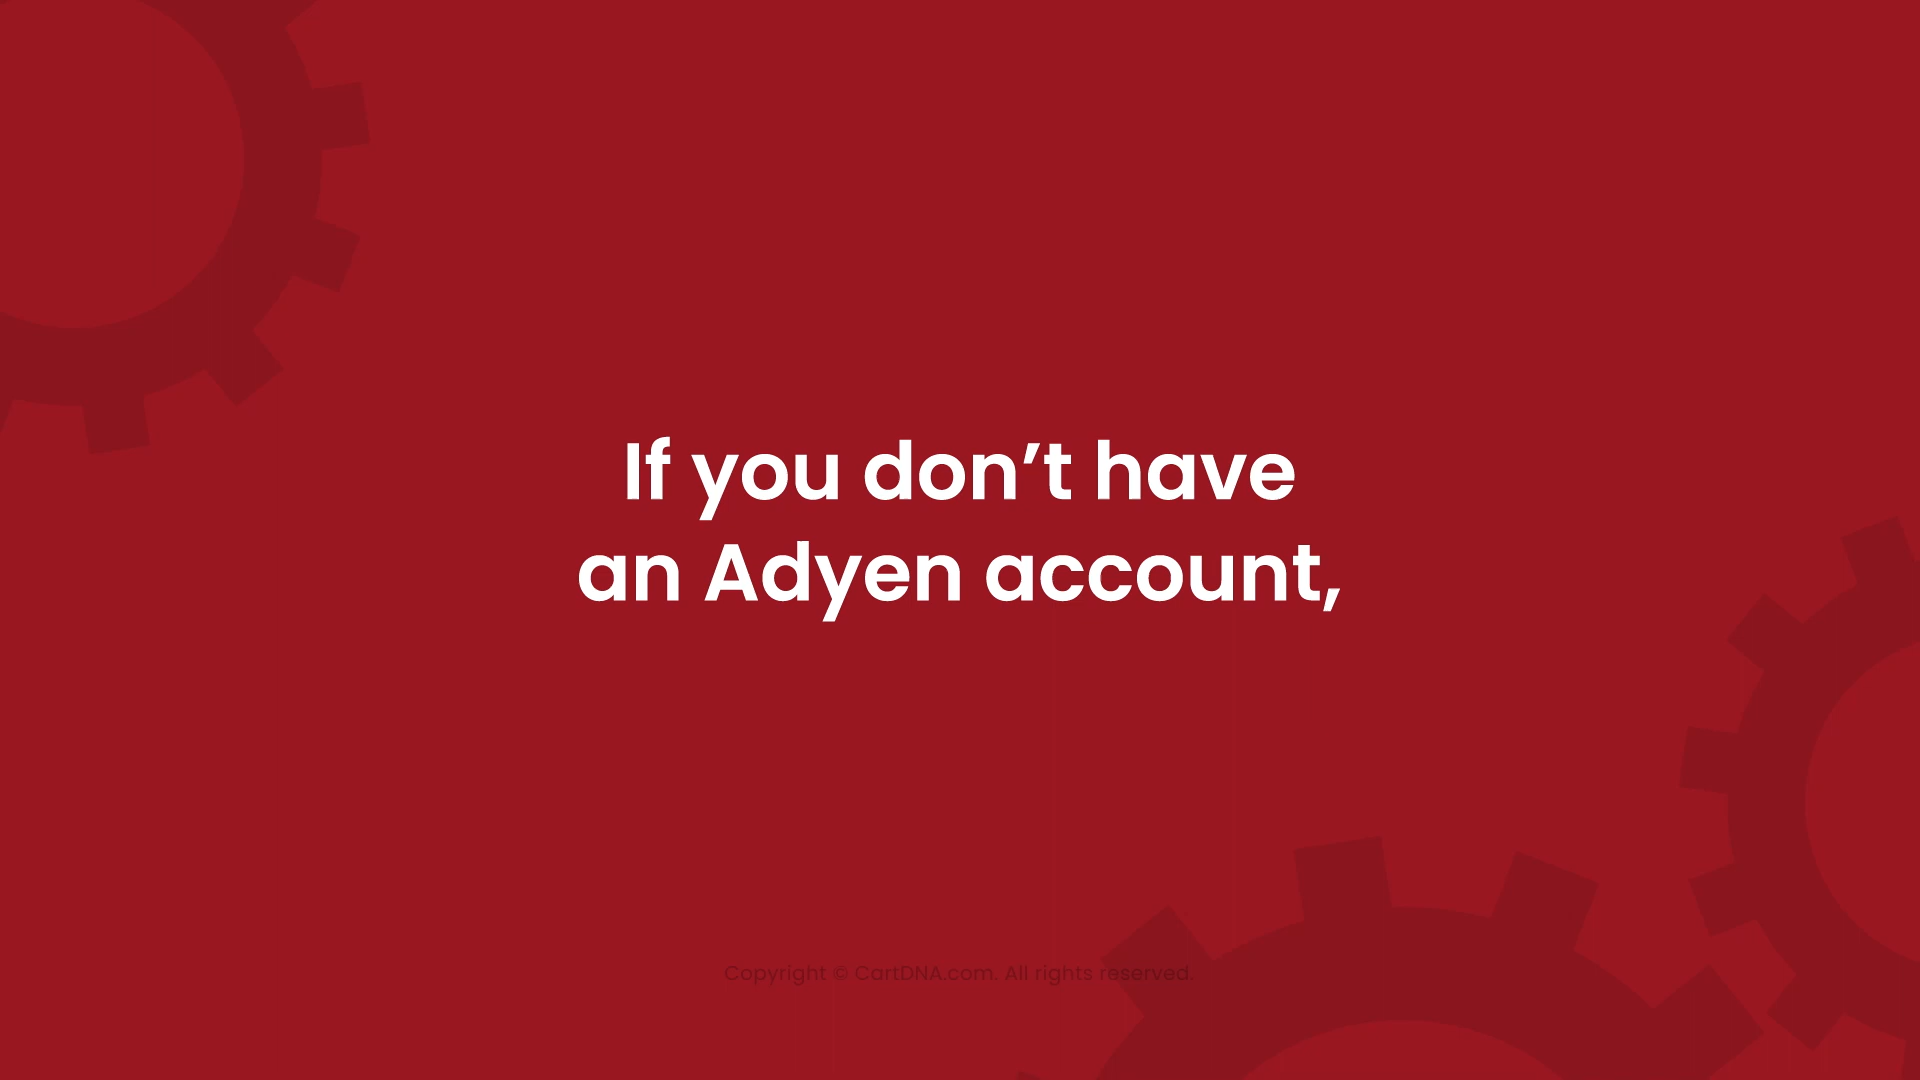 If you don’t have
an Adyen account,
Copyright © CartDNA.com. All rights reserved.